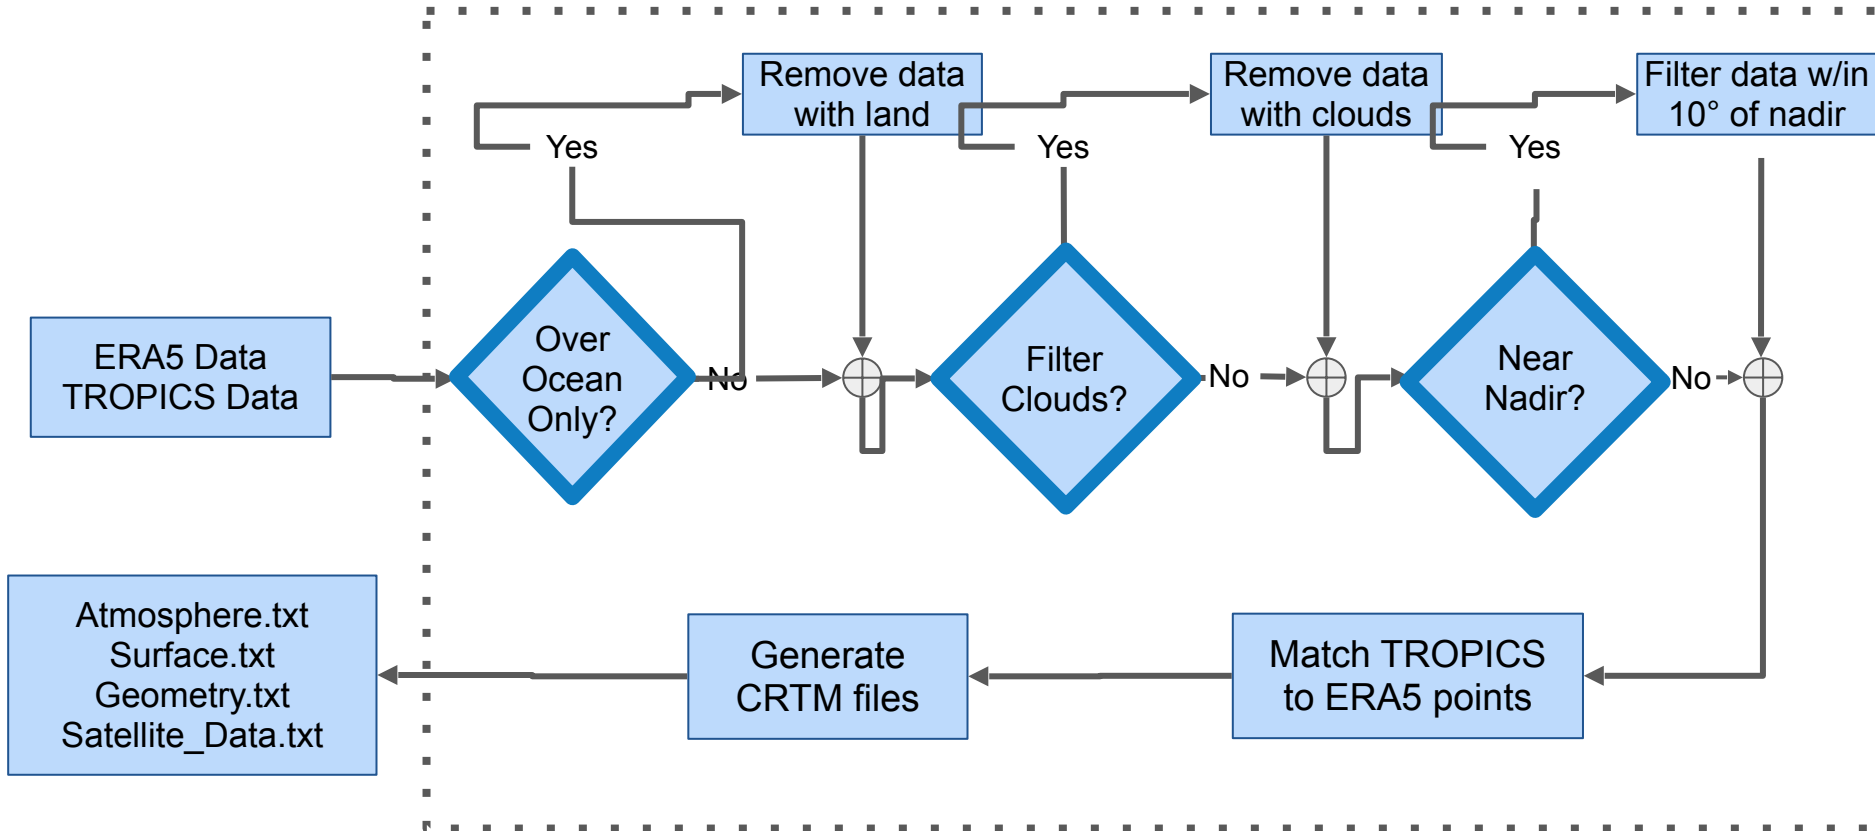 Remove data
with land
Remove data
with clouds
Filter data w/in
10° of nadir
Yes
Yes
Yes
ERA5 Data
TROPICS Data
Over
Ocean
Only?
No
Filter
Clouds?
No
Near
Nadir?
No
Atmosphere.txt
Surface.txt
Geometry.txt
Satellite_Data.txt
Generate
CRTM files
Match TROPICS
to ERA5 points